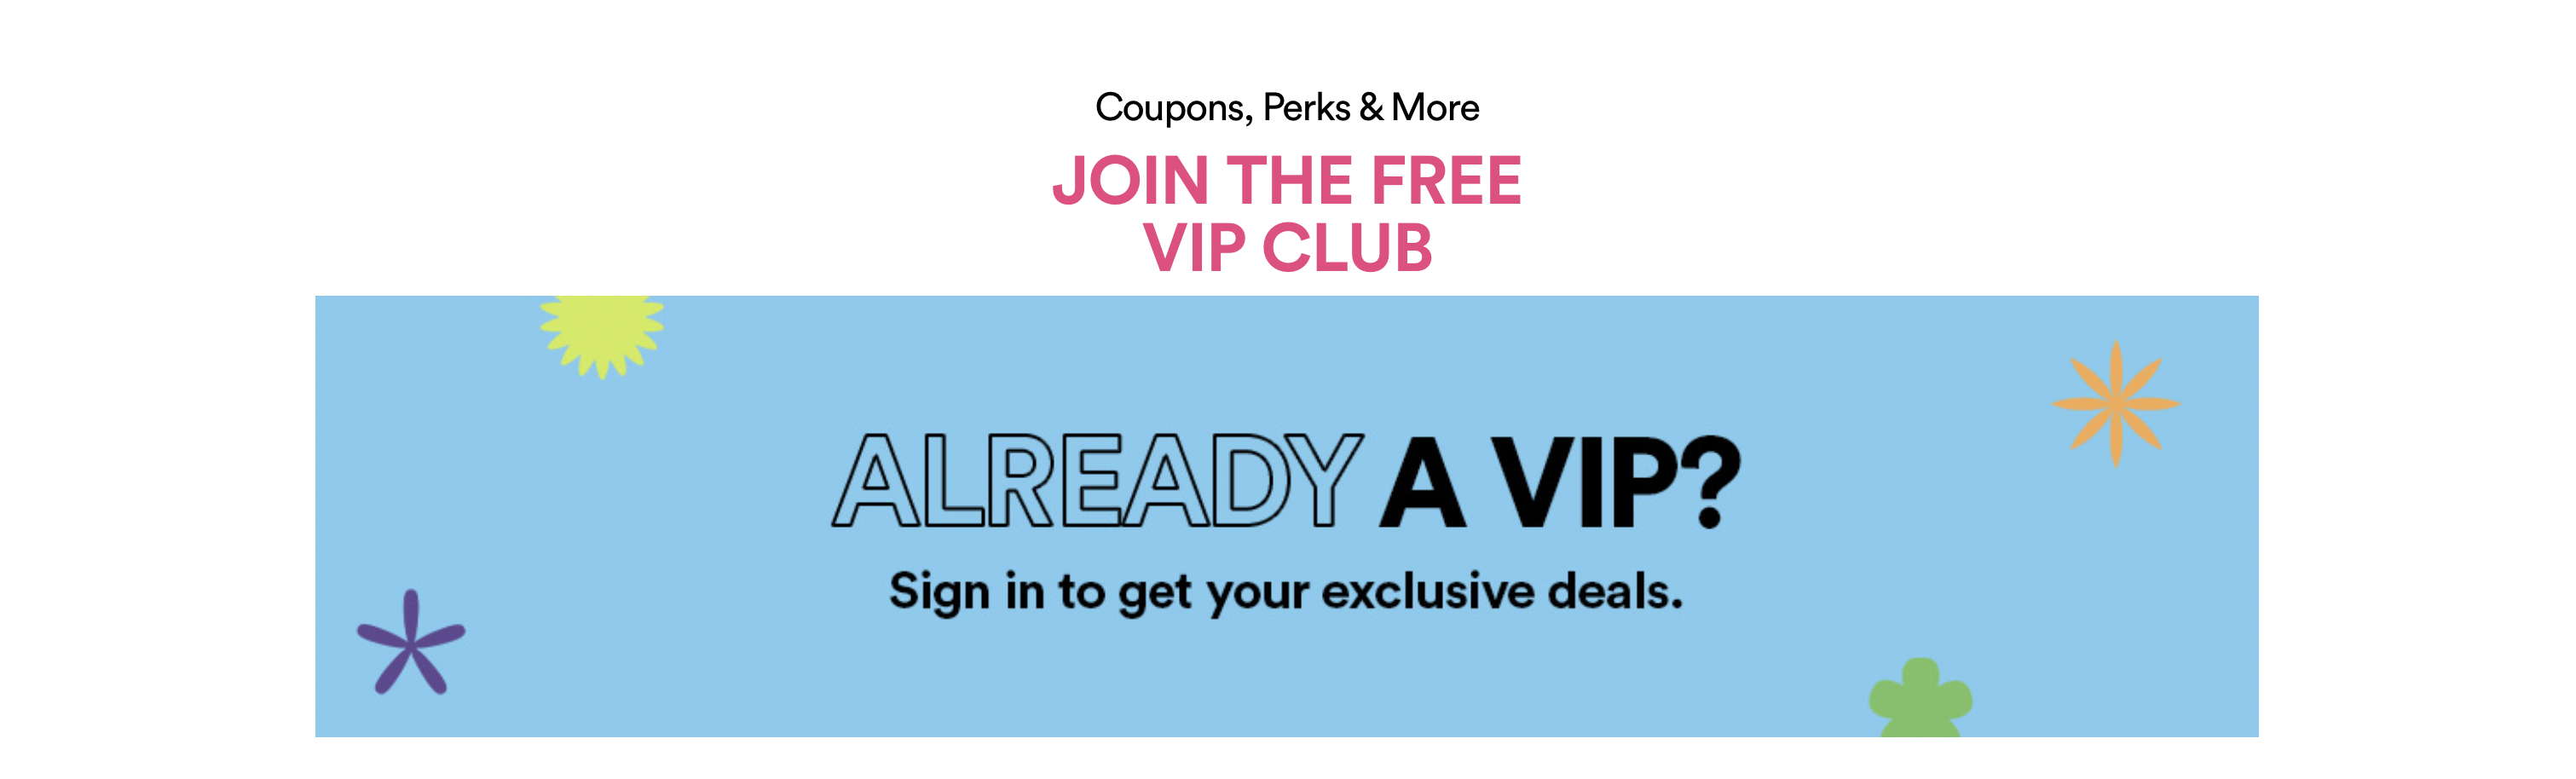 Coupons, Perks & More
JOIN THE FREE
VIP CLUB
ALREADY A VIP?
Sign in to get your exclusive deals.